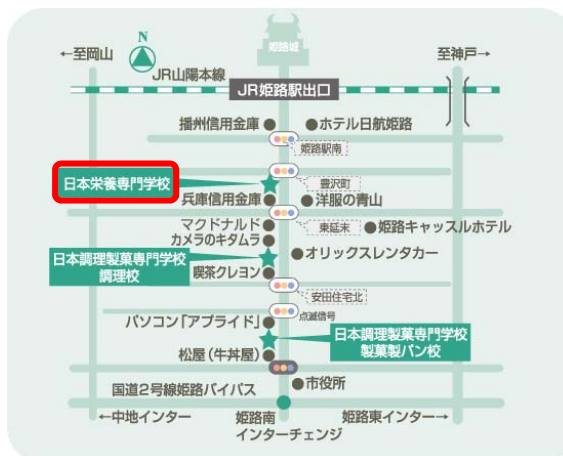 N
←至岡山
姫路城
至神戸→
JR山陽本線
JR姫路駅出口
播州信用金庫
ホテル日航姫路
姫路駅南
日本栄養専門学校
豊沢町
兵庫信用金庫
洋服の青山
マクドナルド
東延末
姫路キャッスルホテル
カメラのキタムラ
オリックスレンタカー
日本調理製菓専門学校
調理校
喫茶クレヨン
安田住宅北
点滅信号
パソコン「アプライド」
日本調理製菓専門学校
製菓製パン校
松屋(牛丼屋)
市役所
国道2号線姫路バイパス
←中地インター
姫路南
インターチェンジ
姫路東インター→